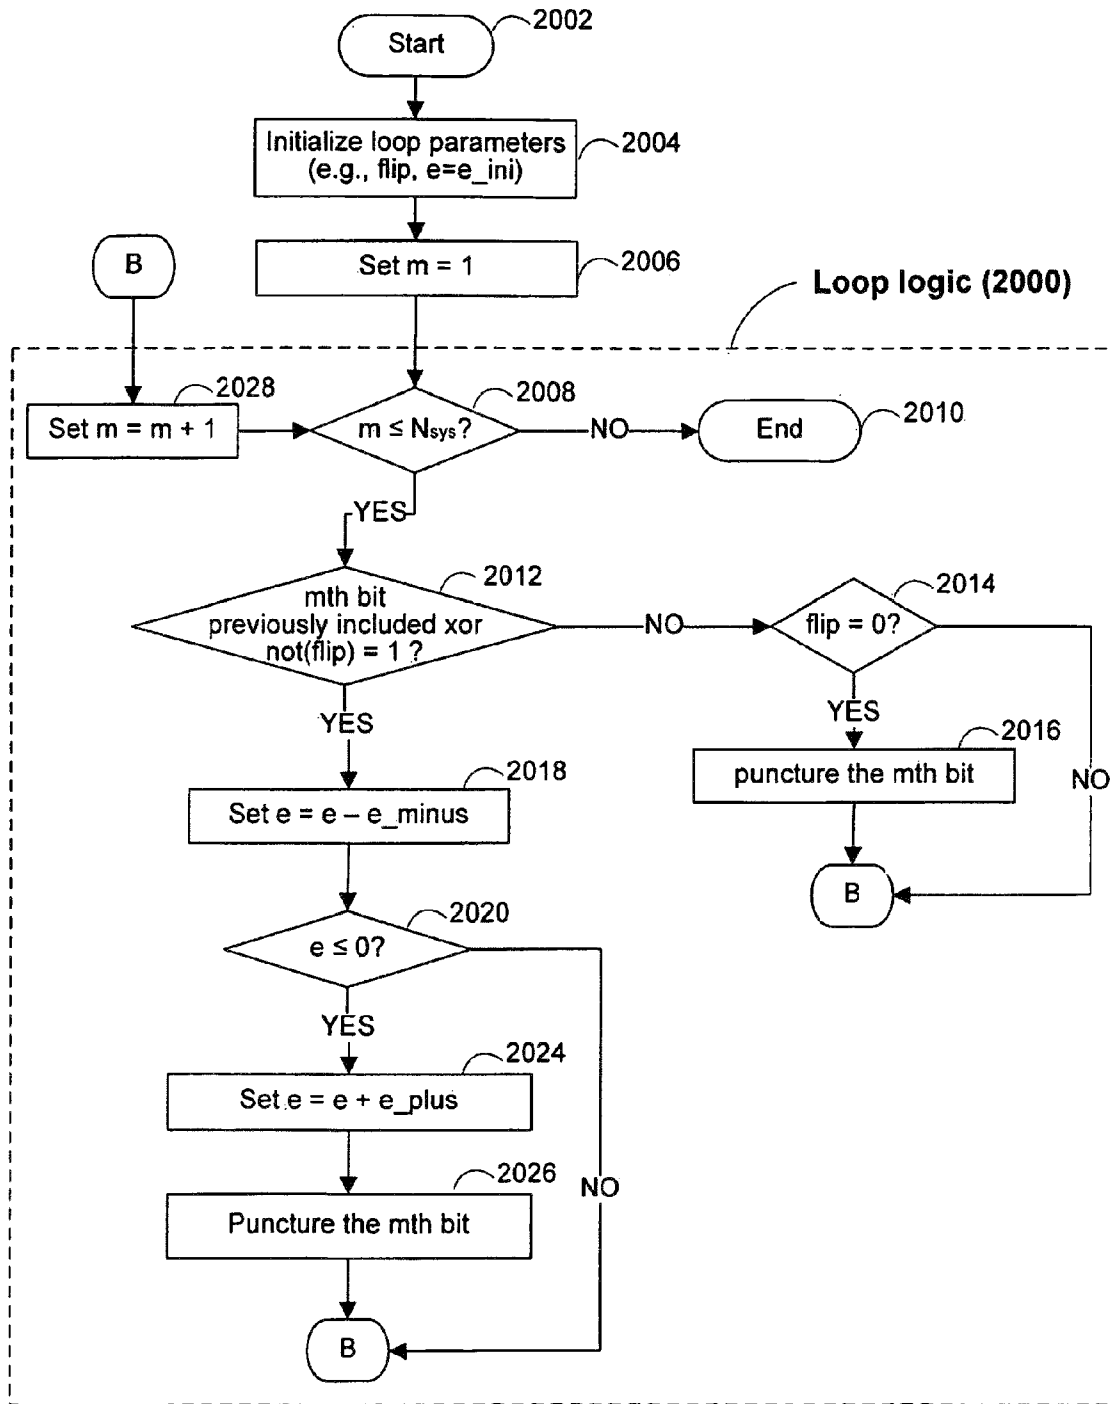 Start
2002
Initialize loop parameters
(e.g., flip, e=e_ini)
2004
Set m = 1
2006
B
Loop logic (2000)
2028
Set m = m + 1
2008
m ≤ Nsys?
NO
End
2010
YES
2012
mth bit
previously included xor
not(flip) = 1 ?
NO
2014
flip = 0?
YES
2016
puncture the mth bit
NO
B
YES
2018
Set e = e – e_minus
2020
e ≤ 0?
YES
2024
Set e = e + e_plus
2026
Puncture the mth bit
NO
B